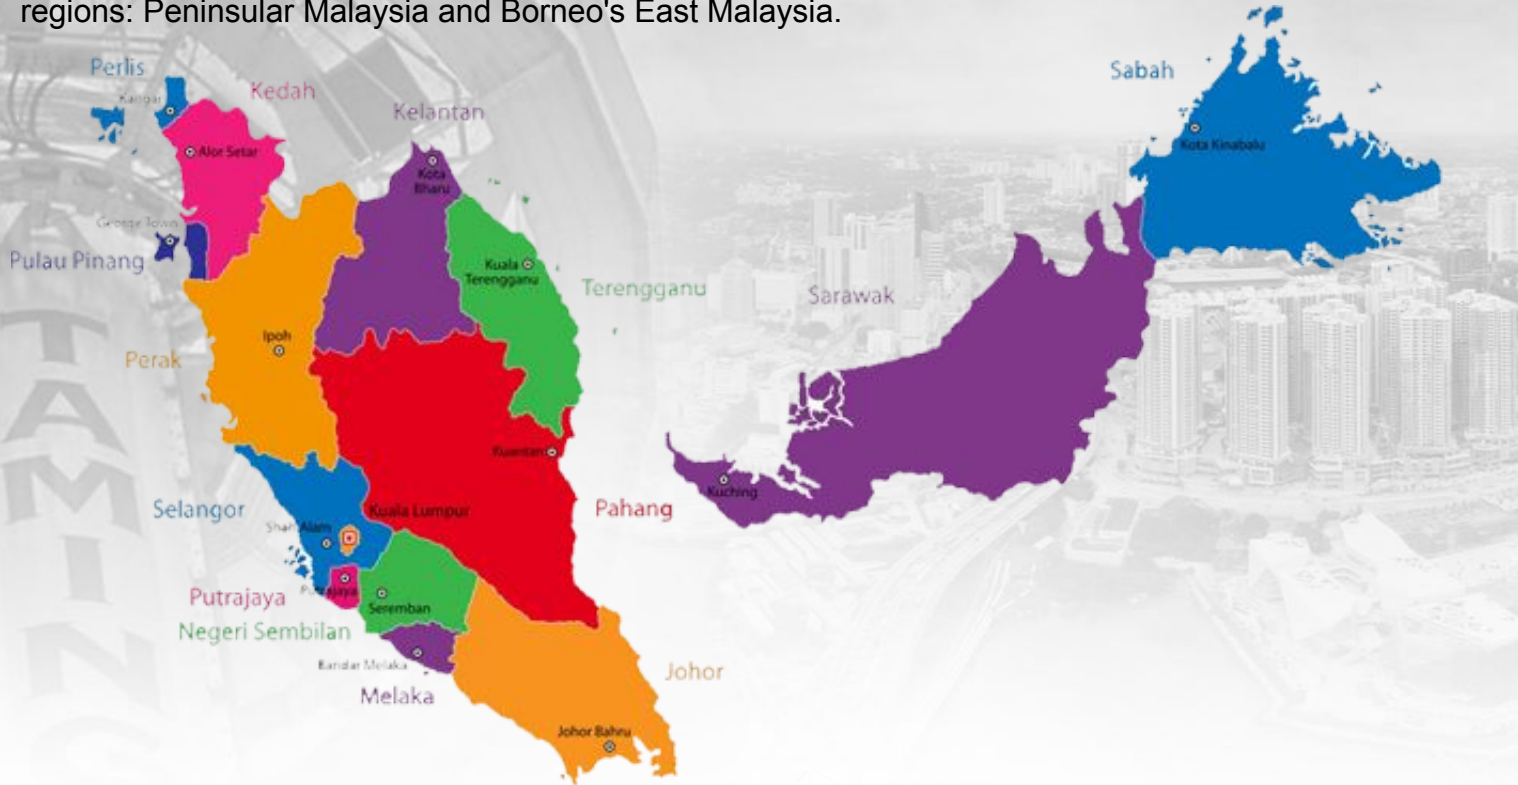 regions: Peninsular Malaysia and Borneo's East Malaysia.
Perlis
Kangar
Kedah
Alor Setar
Kelantan
Kota
Bharu
George Town
Pulau Pinang
Kuala
Terengganu
Terengganu
Ipoh
Perak
Kuantan
Pahang
Selangor
Shah Alam
Kuala Lumpur
Putrajaya
Putrajaya
Seremban
Negeri Sembilan
Bandar Melaka
Melaka
Johor
Johor Bahru
Sabah
Kota Kinabalu
Sarawak
Kuching
TAMIN